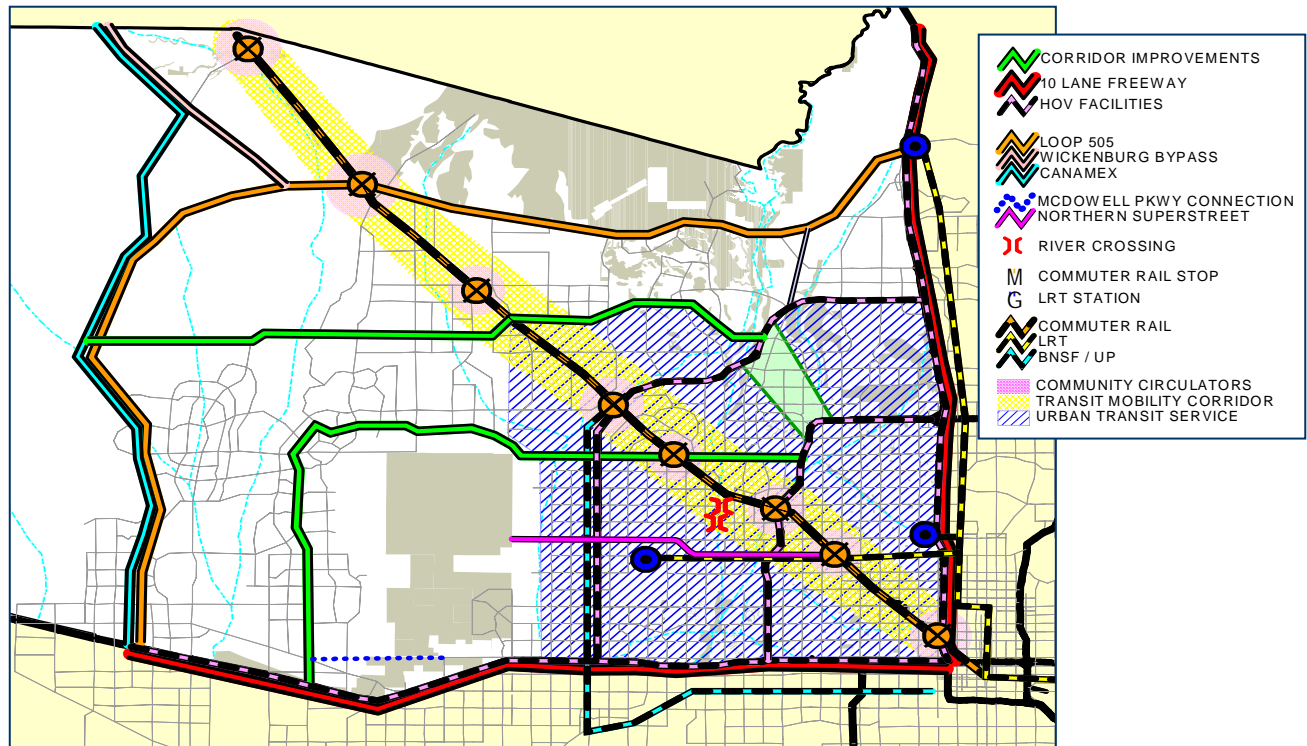 CORRIDOR IMPROVEMENTS
10 LANE FREEWAY
HOV FACILITIES
LOOP 505
WICKENBURG BYPASS
CANAMEX
MCDOWELL PKWY CONNECTION
NORTHERN SUPERSTREET
RIVER CROSSING
M COMMUTER RAIL STOP
G LRT STATION
COMMUTER RAIL
LRT
BNSF / UP
COMMUNITY CIRCULATORS
TRANSIT MOBILITY CORRIDOR
URBAN TRANSIT SERVICE